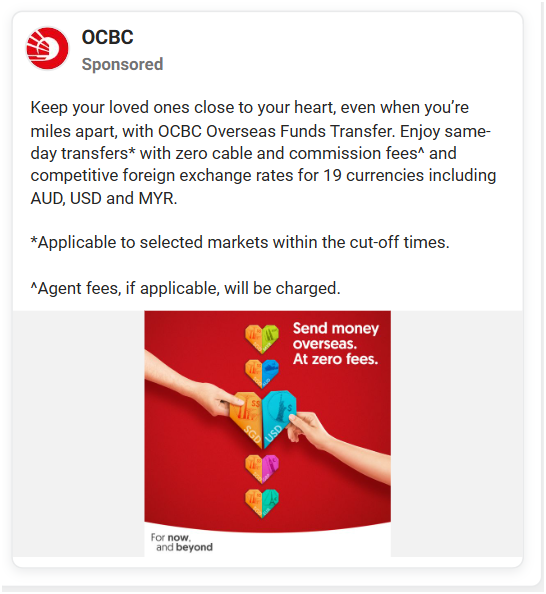 OCBC
Sponsored
Keep your loved ones close to your heart, even when you’re
miles apart, with OCBC Overseas Funds Transfer. Enjoy same-
day transfers* with zero cable and commission fees^ and
competitive foreign exchange rates for 19 currencies including
AUD, USD and MYR.
*Applicable to selected markets within the cut-off times.
^Agent fees, if applicable, will be charged.
Send money
overseas.
At zero fees.
SGD
USD
For now,
and beyond